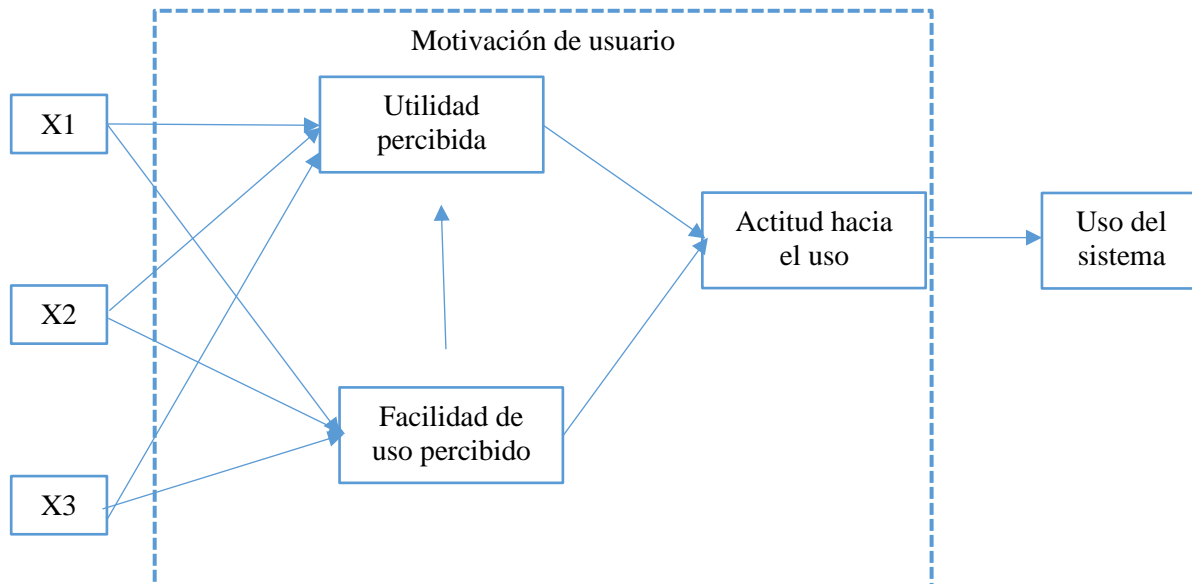 Motivación de usuario
X1
Utilidad
percibida
Actitud hacia
el uso
Uso del
sistema
X2
Facilidad de
uso percibido
X3